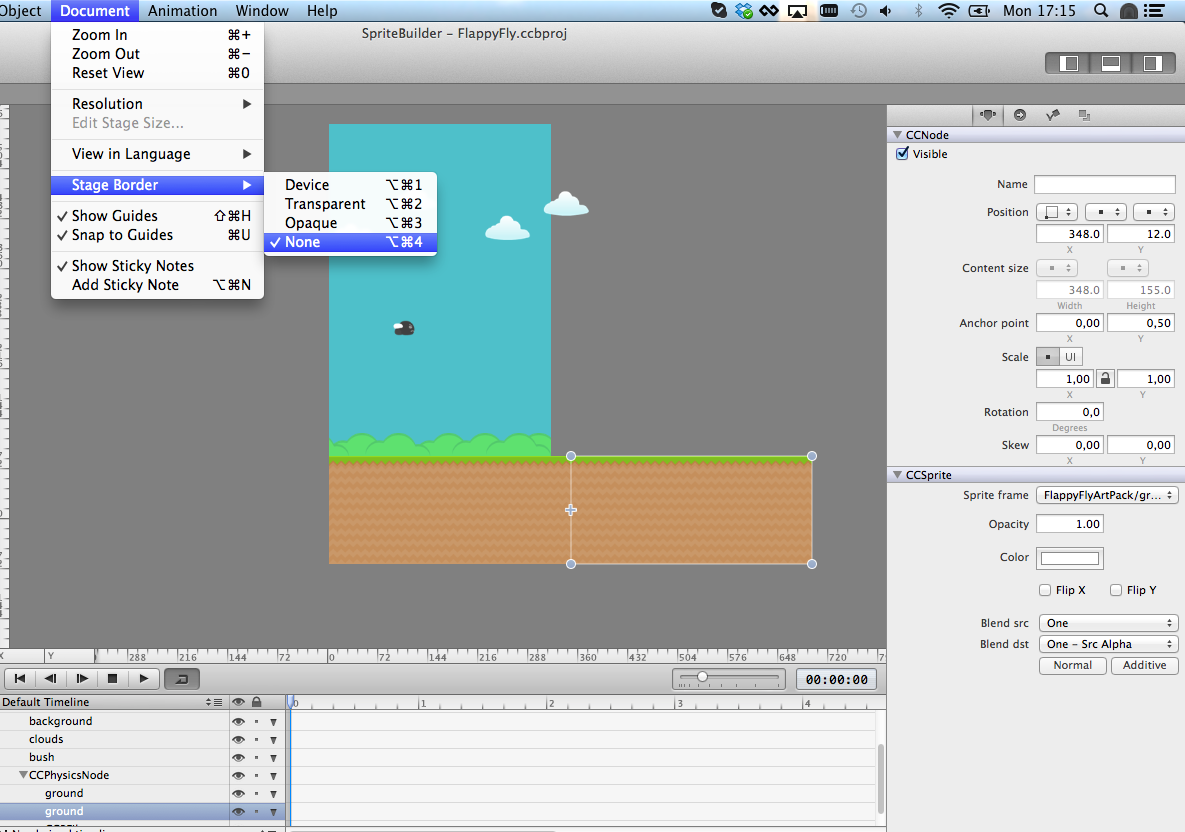 Object Document Animation Window Help Mon 17:15
SpriteBuilder – FlappyFly.ccbproj
Zoom In ⌘+
Zoom Out ⌘–
Reset View ⌘0
Resolution
Edit Stage Size...
View in Language
Stage Border
✓ Show Guides ⇧⌘H
✓ Snap to Guides ⌘U
✓ Show Sticky Notes
Add Sticky Note ⌥⌘N
Device ⌥⌘1
Transparent ⌥⌘2
Opaque ⌥⌘3
✓ None ⌥⌘4
CCNode
Visible
Name
Position
348.0 12.0
X Y
Content size
348.0 155.0
Width Height
Anchor point 0,00 0,50
X Y
Scale UI
1,00 1,00
X Y
Rotation 0,0
Degrees
Skew 0,00 0,00
X Y
CCSprite
Sprite frame FlappyFlyArtPack/gr...
Opacity 1.00
Color
Flip X Flip Y
Blend src One
Blend dst One – Src Alpha
Normal Additive
X Y 288 216 144 72 0 72 144 216 288 360 432 504 576 648 720
00:00:00
Default Timeline 0 1 2 3 4
background
clouds
bush
CCPhysicsNode
ground
ground